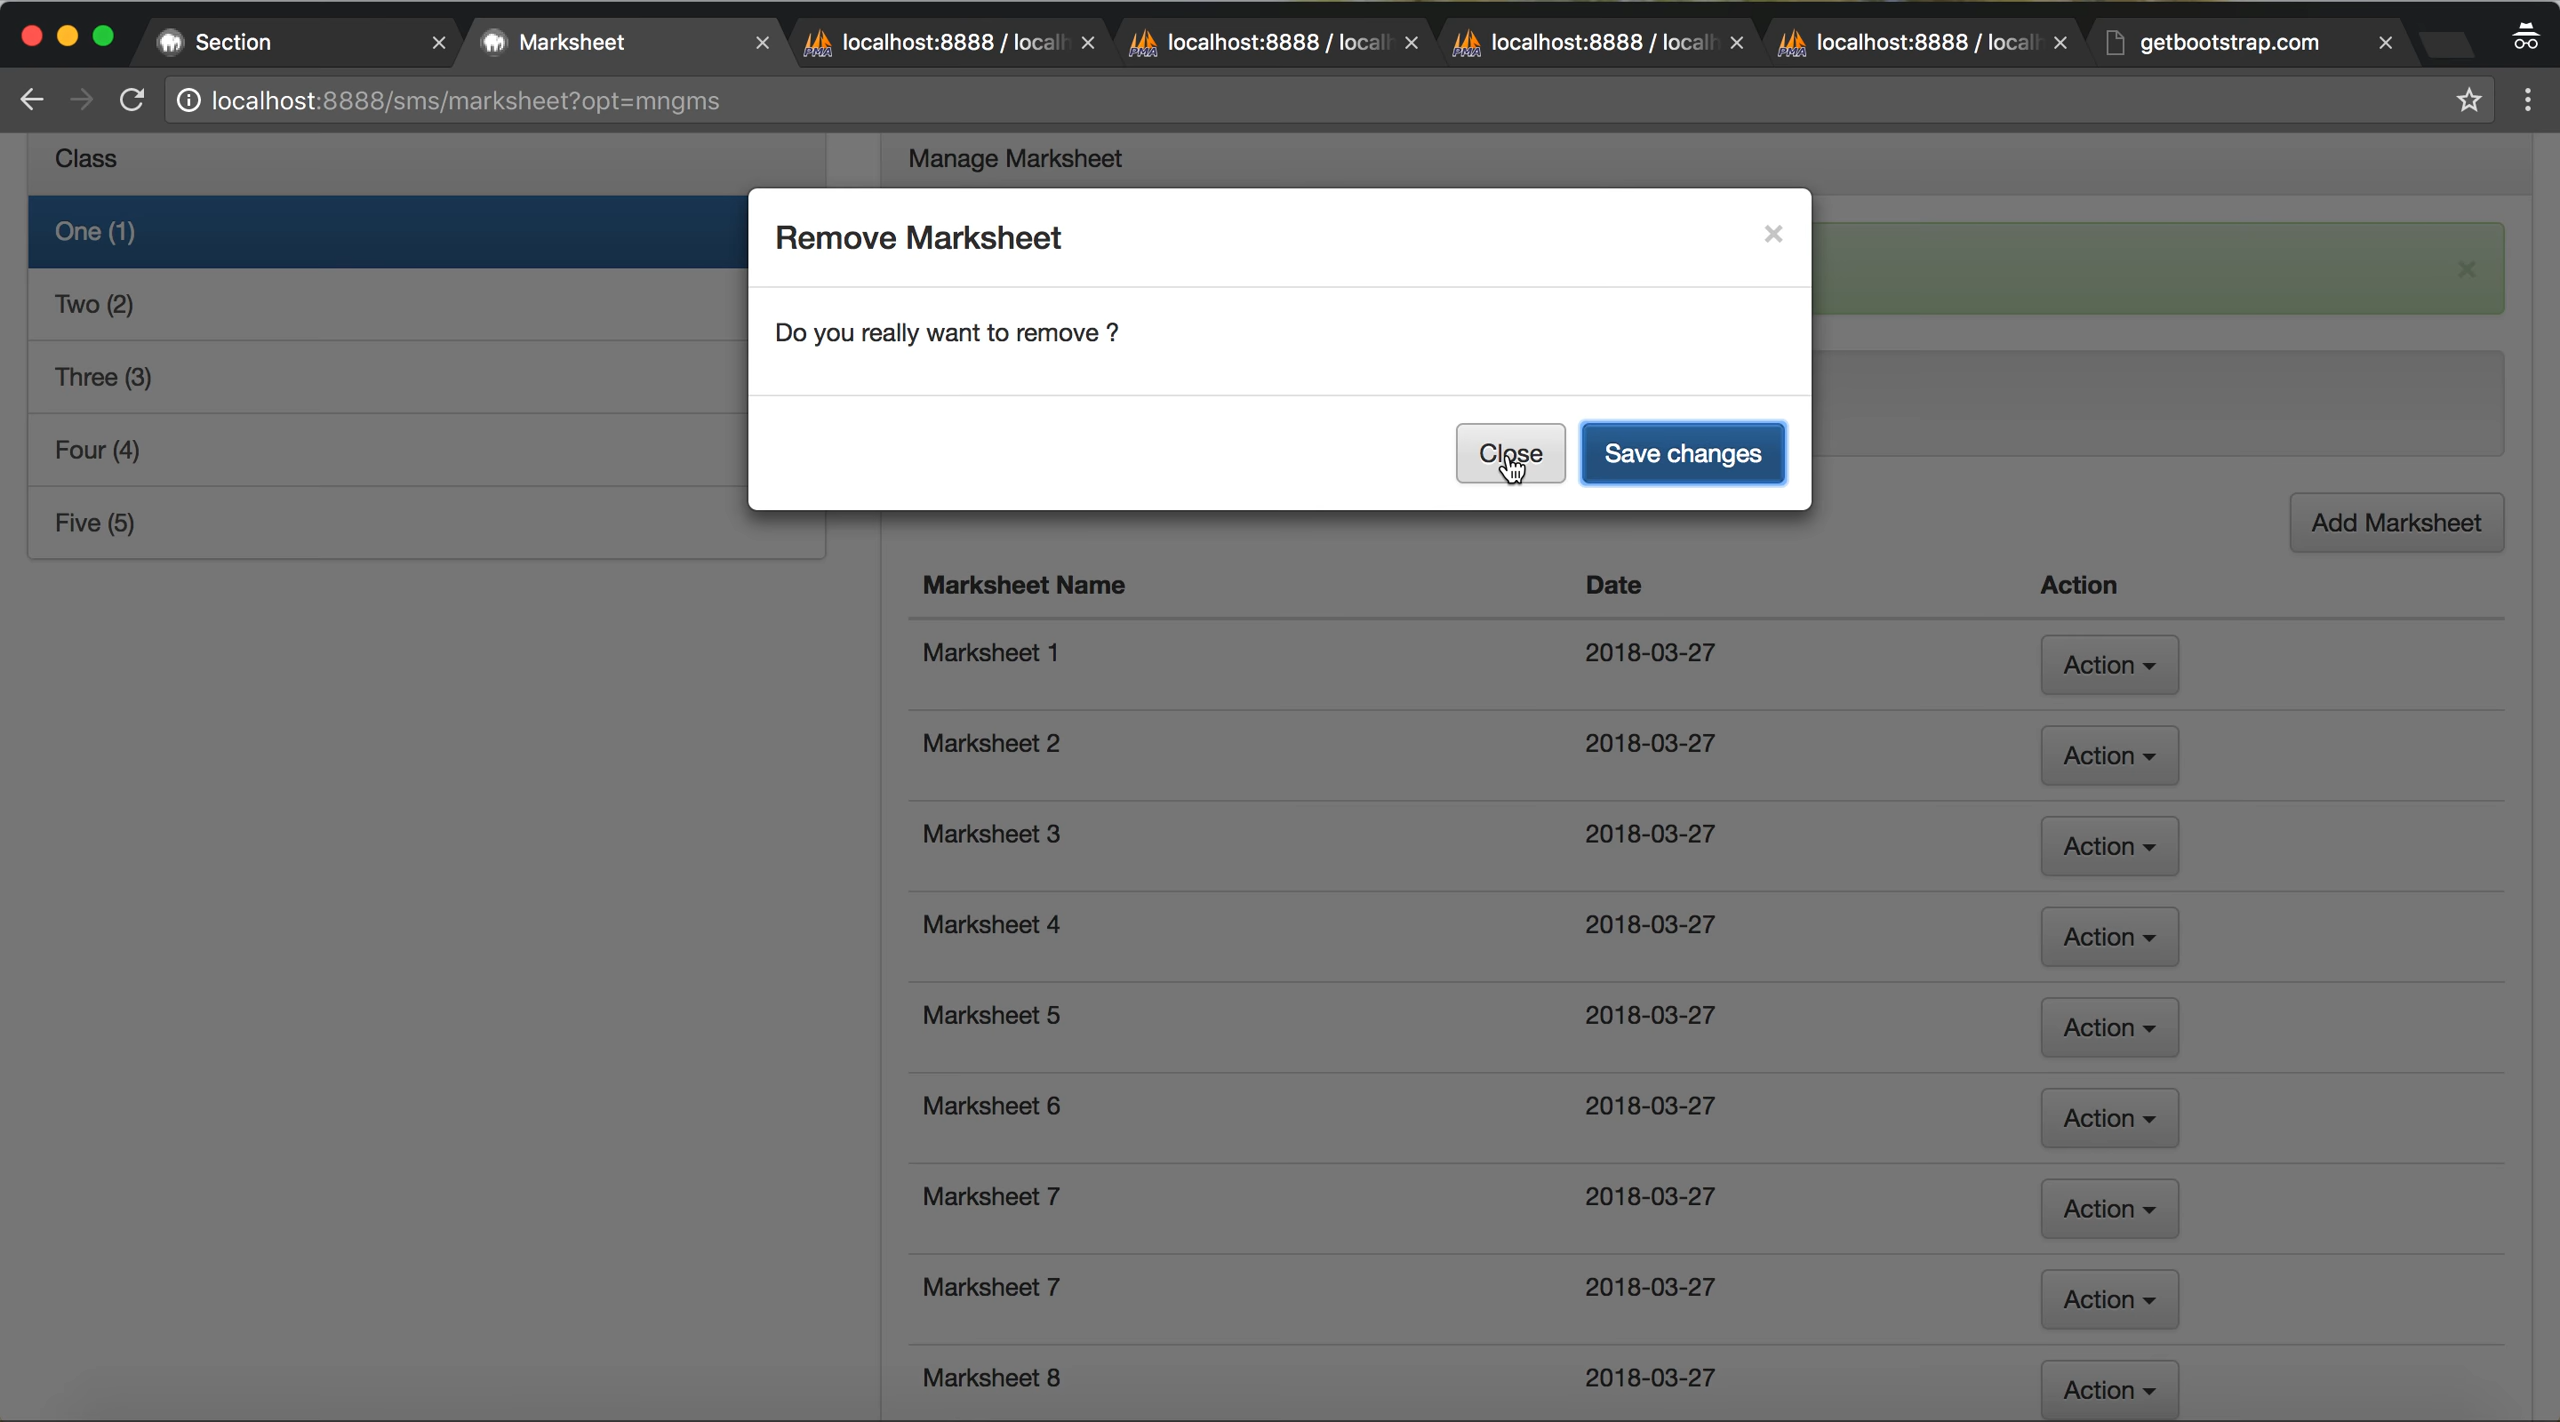 Section
Marksheet
localhost:8888 / localh
localhost:8888 / localh
localhost:8888 / localh
localhost:8888 / localh
getbootstrap.com
localhost:8888/sms/marksheet?opt=mngms
Class
Manage Marksheet
One (1)
Two (2)
Three (3)
Four (4)
Five (5)
Remove Marksheet
×
Do you really want to remove ?
Close
Save changes
×
Add Marksheet
Marksheet Name Date Action
Marksheet 1 2018-03-27 Action
Marksheet 2 2018-03-27 Action
Marksheet 3 2018-03-27 Action
Marksheet 4 2018-03-27 Action
Marksheet 5 2018-03-27 Action
Marksheet 6 2018-03-27 Action
Marksheet 7 2018-03-27 Action
Marksheet 7 2018-03-27 Action
Marksheet 8 2018-03-27 Action